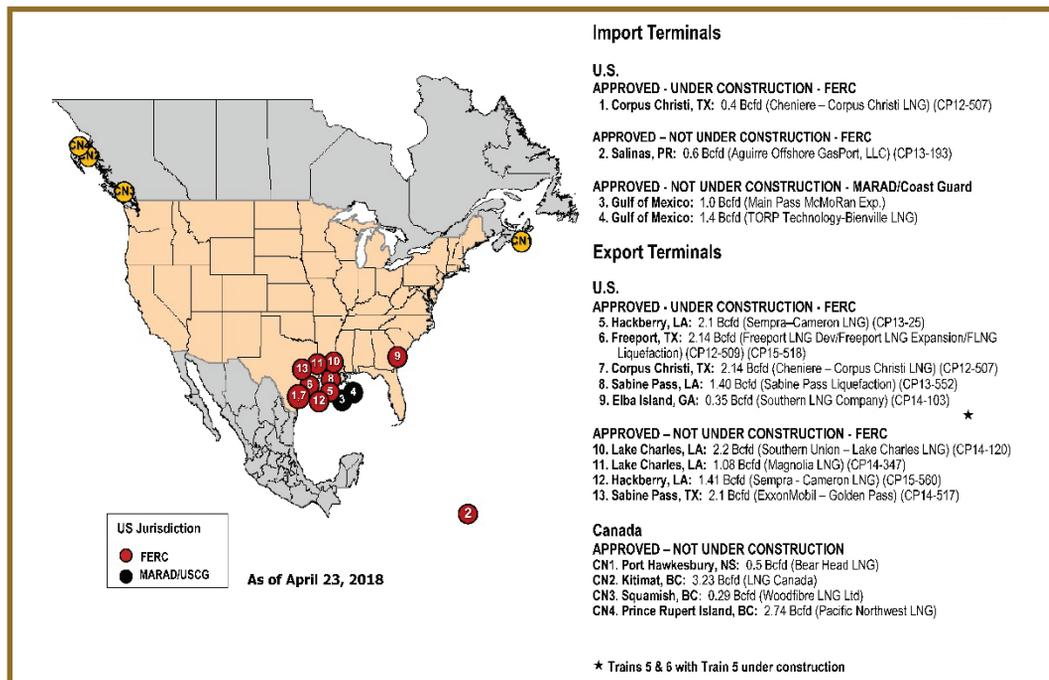 Import Terminals
U.S.
APPROVED - UNDER CONSTRUCTION - FERC
1. Corpus Christi, TX: 0.4 Bcfd (Cheniere – Corpus Christi LNG) (CP12-507)
APPROVED – NOT UNDER CONSTRUCTION - FERC
2. Salinas, PR: 0.6 Bcfd (Aguirre Offshore GasPort, LLC) (CP13-193)
APPROVED - NOT UNDER CONSTRUCTION - MARAD/Coast Guard
3. Gulf of Mexico: 1.0 Bcfd (Main Pass McMoRan Exp.)
4. Gulf of Mexico: 1.4 Bcfd (TORP Technology-Bienville LNG)
Export Terminals
U.S.
APPROVED - UNDER CONSTRUCTION - FERC
5. Hackberry, LA: 2.1 Bcfd (Sempra–Cameron LNG) (CP13-25)
6. Freeport, TX: 2.14 Bcfd (Freeport LNG Dev/Freeport LNG Expansion/FLNG
Liquefaction) (CP12-509) (CP15-518)
7. Corpus Christi, TX: 2.14 Bcfd (Cheniere – Corpus Christi LNG) (CP12-507)
8. Sabine Pass, LA: 1.40 Bcfd (Sabine Pass Liquefaction) (CP13-552)
9. Elba Island, GA: 0.35 Bcfd (Southern LNG Company) (CP14-103)
★
APPROVED – NOT UNDER CONSTRUCTION - FERC
10. Lake Charles, LA: 2.2 Bcfd (Southern Union – Lake Charles LNG) (CP14-120)
11. Lake Charles, LA: 1.08 Bcfd (Magnolia LNG) (CP14-347)
12. Hackberry, LA: 1.41 Bcfd (Sempra - Cameron LNG) (CP15-560)
13. Sabine Pass, TX: 2.1 Bcfd (ExxonMobil – Golden Pass) (CP14-517)
Canada
APPROVED – NOT UNDER CONSTRUCTION
CN1. Port Hawkesbury, NS: 0.5 Bcfd (Bear Head LNG)
CN2. Kitimat, BC: 3.23 Bcfd (LNG Canada)
CN3. Squamish, BC: 0.29 Bcfd (Woodfibre LNG Ltd)
CN4. Prince Rupert Island, BC: 2.74 Bcfd (Pacific Northwest LNG)
★ Trains 5 & 6 with Train 5 under construction
CN4
CN2
CN3
CN1
9
13
11
10
6
8
1,7
5
12
3
4
2
US Jurisdiction
FERC
MARAD/USCG
As of April 23, 2018